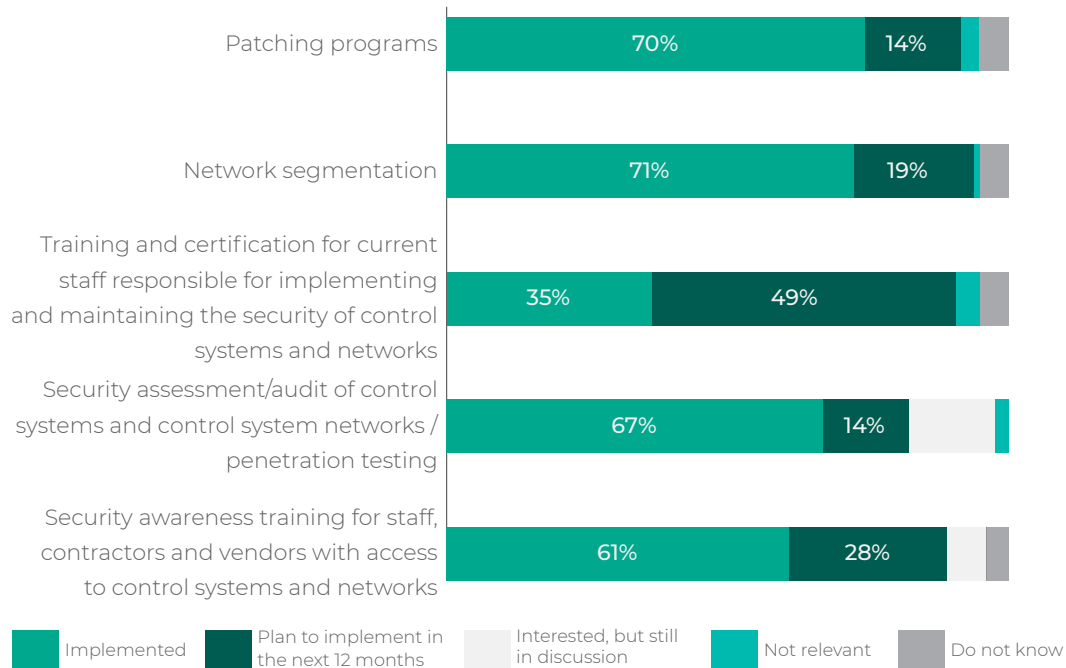 Patching programs
70%
14%
Network segmentation
71%
19%
Training and certification for current
staff responsible for implementing
and maintaining the security of control
systems and networks
35%
49%
Security assessment/audit of control
systems and control system networks /
penetration testing
67%
14%
Security awareness training for staff,
contractors and vendors with access
to control systems and networks
61%
28%
Implemented
Plan to implement in
the next 12 months
Interested, but still
in discussion
Not relevant
Do not know